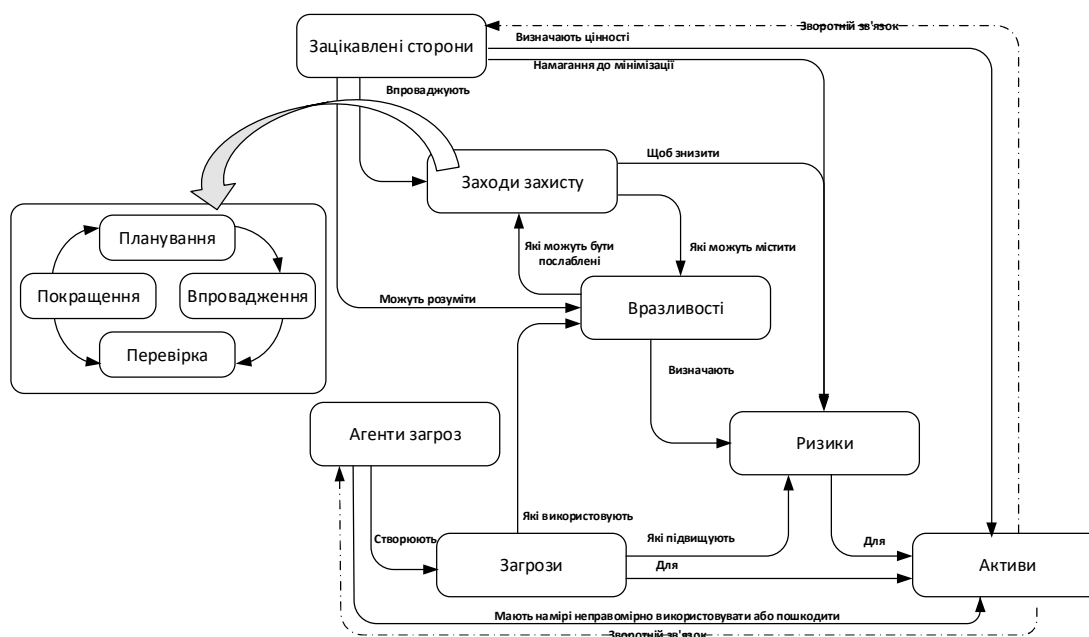 Зворотній зв'язок
Зацікавлені сторони
Визначають цінності
Намагання до мінімізації
Впроваджують
Щоб знизити
Заходи захисту
Планування
Які можуть бути
послаблені
Які можуть містити
Покращення
Впровадження
Можуть розуміти
Вразливості
Перевірка
Визначають
Агенти загроз
Ризики
Які використовують
Створюють
Які підвищують
Для
Загрози
Для
Активи
Мають намірі неправомірно використовувати або пошкодити
Зворотній зв'язок